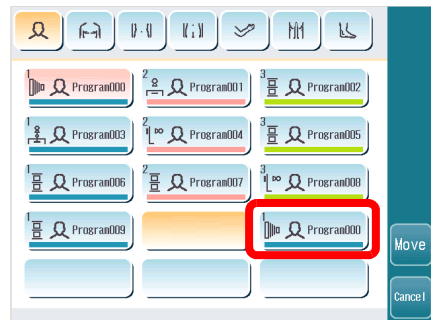 1 Program000 2 Program001 3 Program002
1 Program003 2 Program004 3 Program005
1 Program006 2 Program007 3 Program008
1 Program009 1 Program000
Move
Cancel